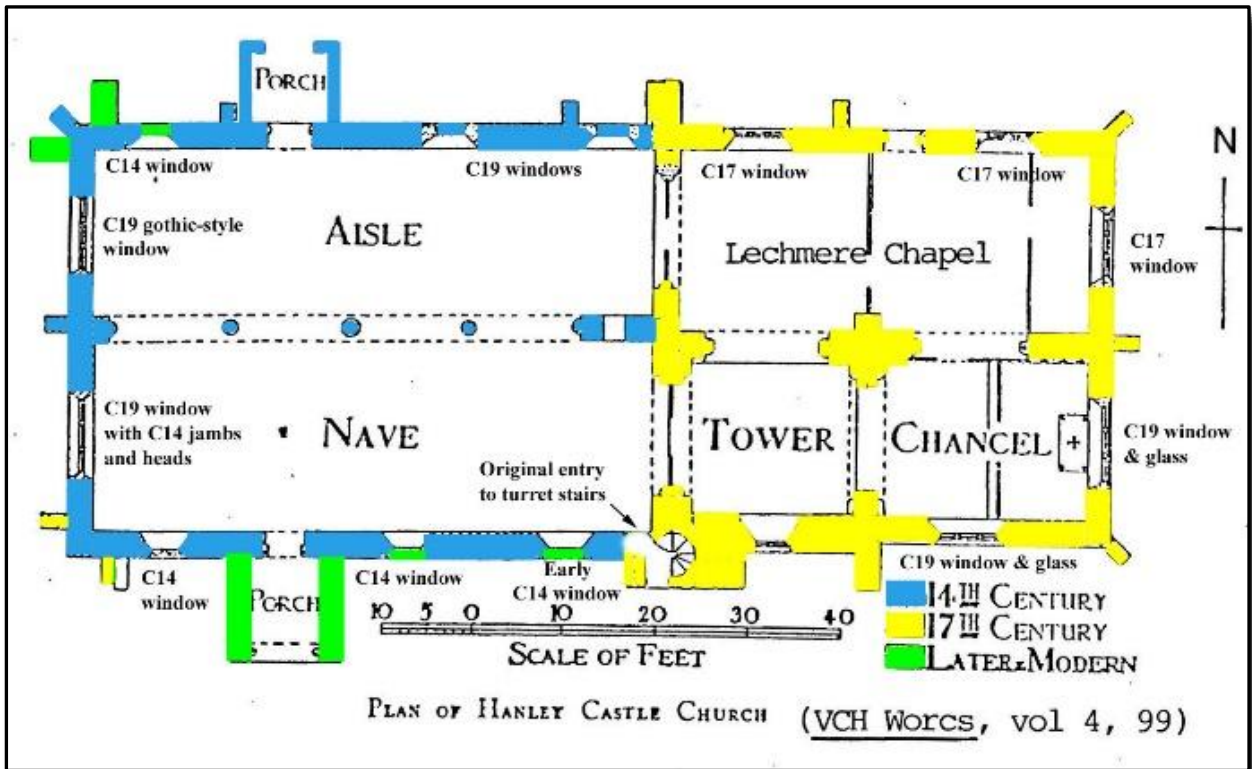 PORCH
N
C14 window
C19 windows
C17 window
C17 window
C19 gothic-style
window
AISLE
Lechmere Chapel
C17
window
C19 window
with C14 jambs
and heads
NAVE
TOWER
CHANCEL
+
C19 window
& glass
Original entry
to turret stairs
C14
window
PORCH
C14 window
Early
C14 window
C19 window & glass
10 5 0 10 20 30 40
SCALE OF FEET
14TH CENTURY
17TH CENTURY
LATER & MODERN
PLAN OF HANLEY CASTLE CHURCH (VCH Worcs, vol 4, 99)